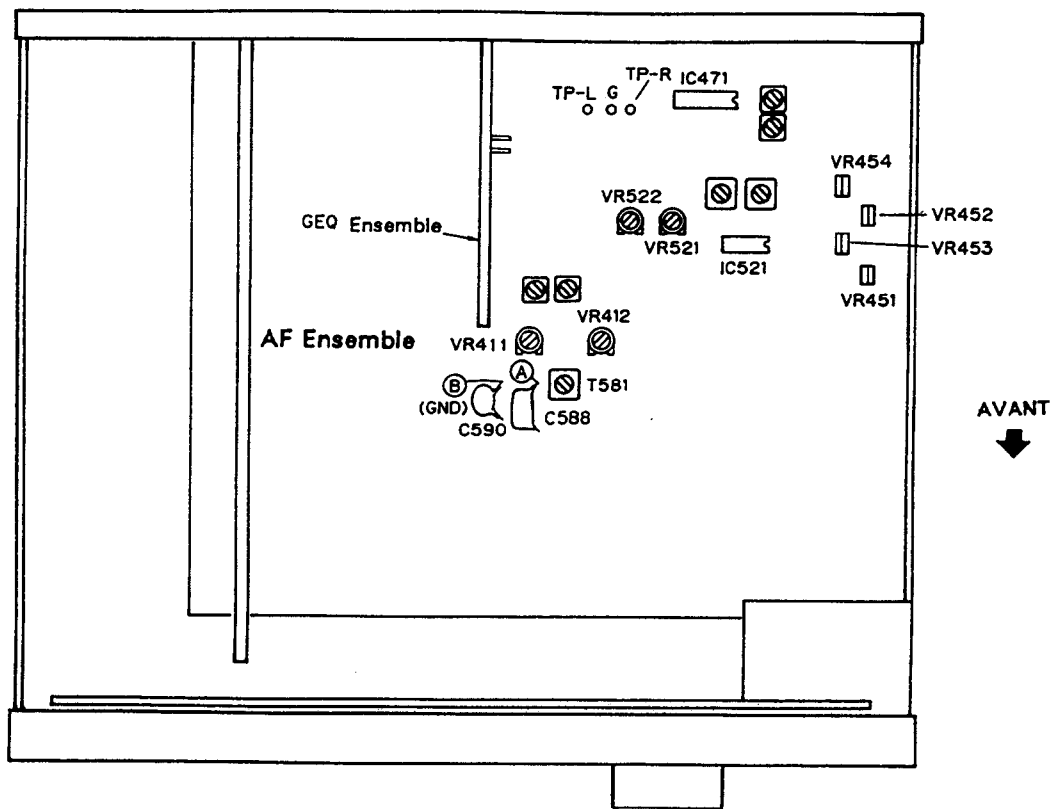 TP-R
IC471
TP-L G
VR454
VR522
VR452
GEQ Ensemble
VR521
IC521
VR453
VR451
VR412
AF Ensemble
VR411
A
B
T581
(GND)
C590
C588
AVANT